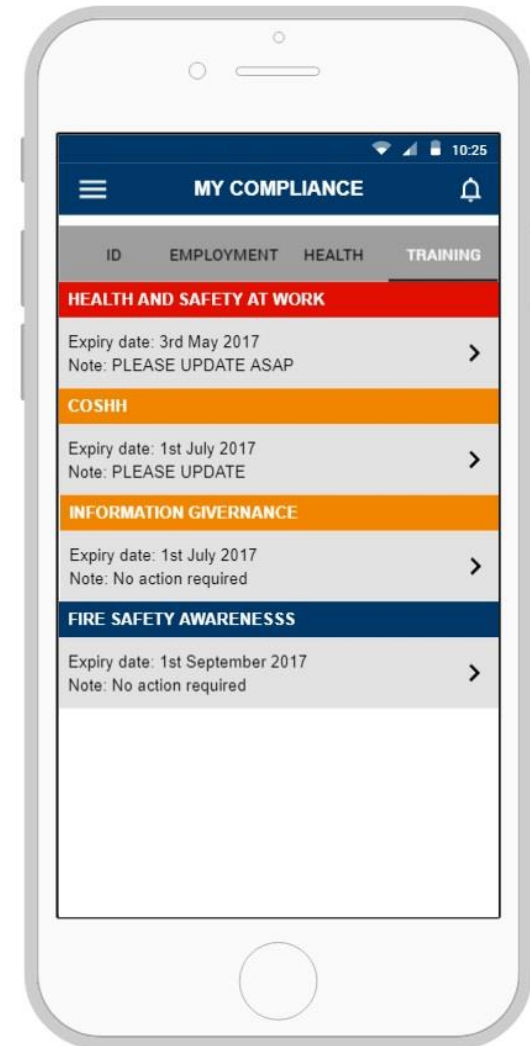 10:25
MY COMPLIANCE
ID EMPLOYMENT HEALTH TRAINING
HEALTH AND SAFETY AT WORK
Expiry date: 3rd May 2017
Note: PLEASE UPDATE ASAP
COSHH
Expiry date: 1st July 2017
Note: PLEASE UPDATE
INFORMATION GIVERNANCE
Expiry date: 1st July 2017
Note: No action required
FIRE SAFETY AWARENESSS
Expiry date: 1st September 2017
Note: No action required